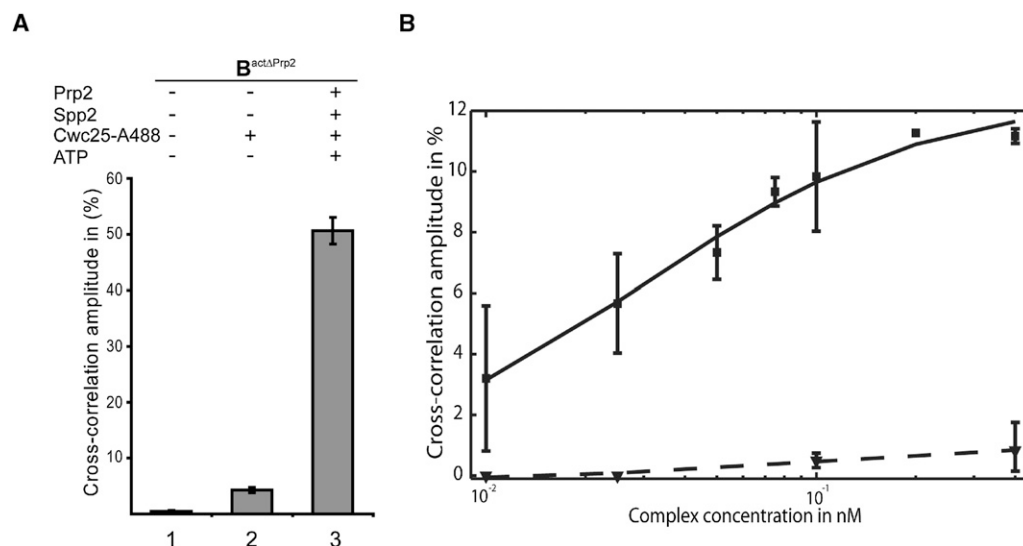 A
B^actΔPrp2
Prp2 - - +
Spp2 - - +
Cwc25-A488 - + +
ATP - - +
Cross-correlation amplitude in (%)
60
50
40
30
20
10
1 2 3
B
Cross-correlation amplitude in %
12
10
8
6
4
2
0
10^-2 10^-1
Complex concentration in nM